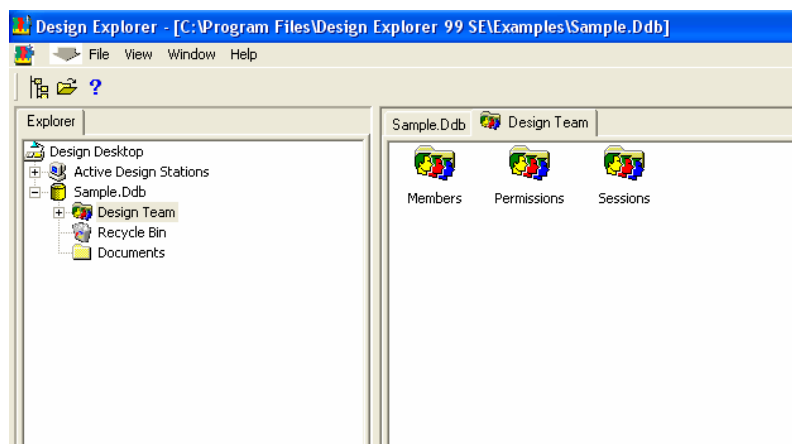 Design Explorer - [C:\Program Files\Design Explorer 99 SE\Examples\Sample.Ddb]
File View Window Help
?
Explorer
Design Desktop
Active Design Stations
Sample.Ddb
Design Team
Recycle Bin
Documents
Sample.Ddb Design Team
Members Permissions Sessions